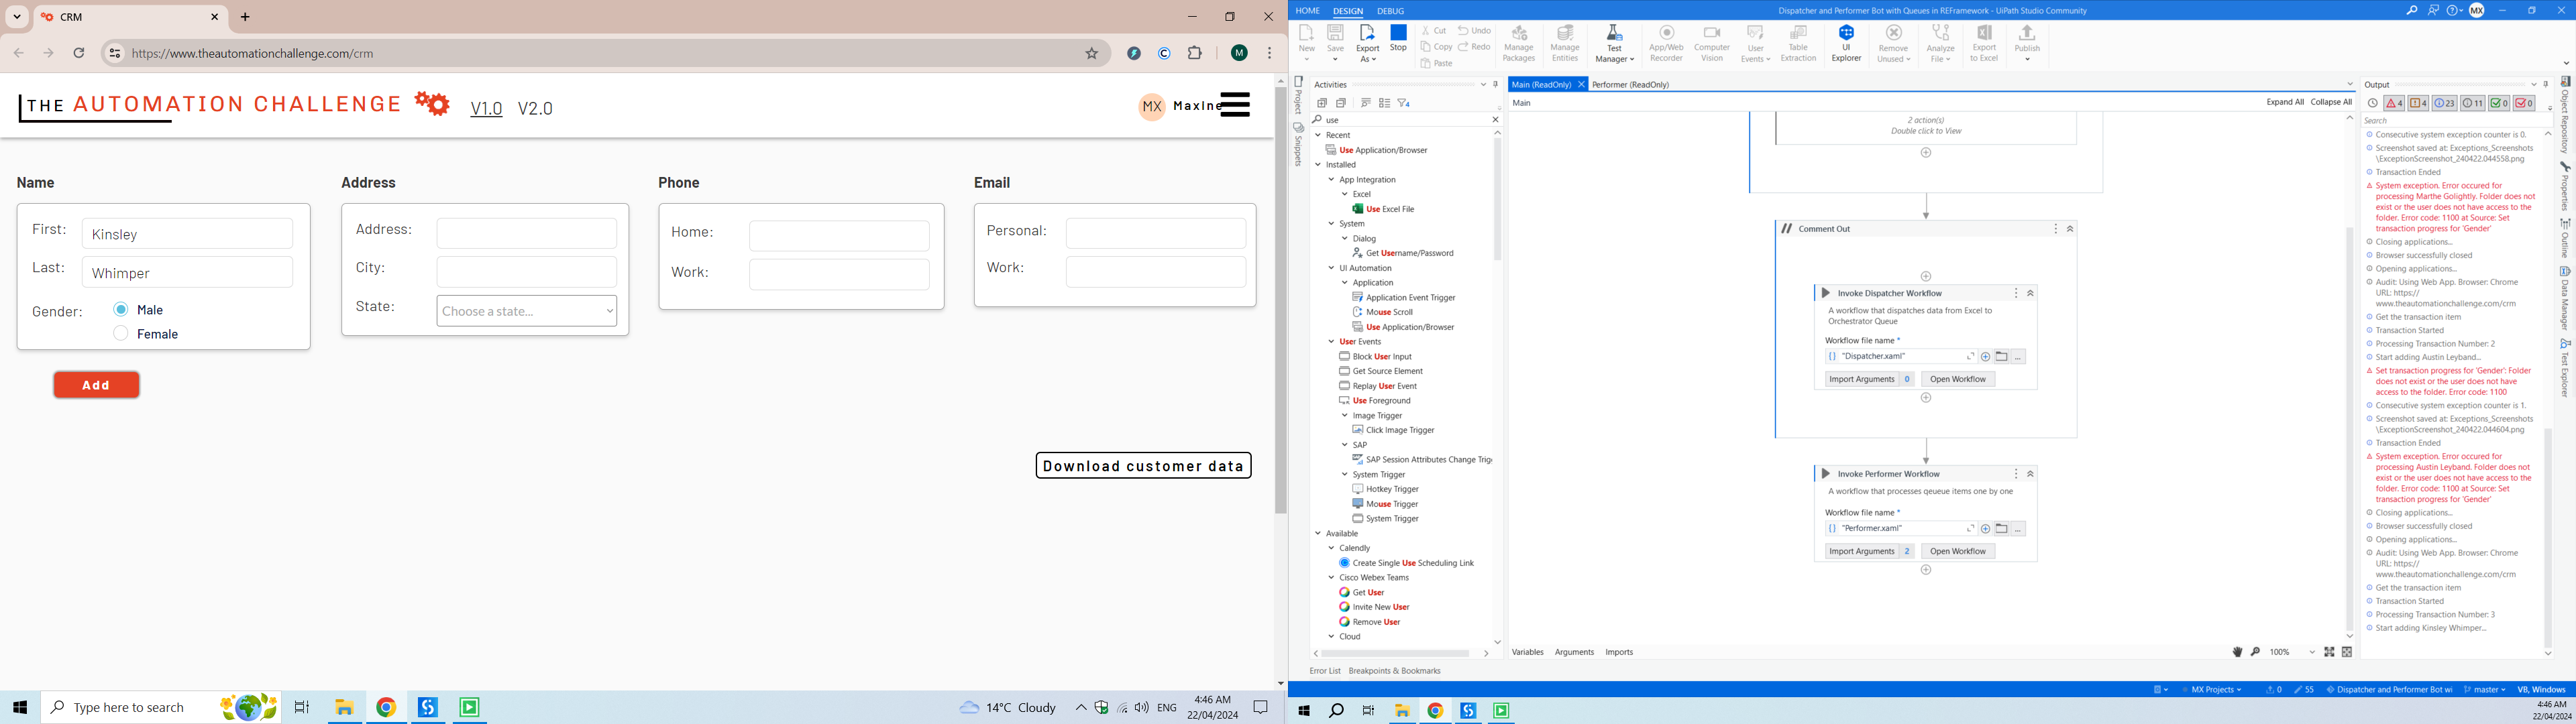 CRM
https://www.theautomationchallenge.com/crm
M
THE AUTOMATION CHALLENGE
V1.0 V2.0
MX MaxIne
Name
First: Kinsley
Last: Whimper
Gender: Male
Female
Add
Address
Address:
City:
State: Choose a state...
Phone
Home:
Work:
Email
Personal:
Work:
Download customer data
Type here to search
14°C Cloudy
ENG
4:46 AM
22/04/2024
HOME DESIGN DEBUG
Dispatcher and Performer Bot with Queues in REFramework - UiPath Studio Community
MX
New
Save
Export As
Stop
Cut
Copy
Paste
Undo
Redo
Manage Packages
Manage Entities
Test Manager
App/Web Recorder
Computer Vision
User Events
Table Extraction
UI Explorer
Remove Unused
Analyze File
Export to Excel
Publish
Project
Snippets
Activities
use
Recent
Use Application/Browser
Installed
App Integration
Excel
Use Excel File
System
Dialog
Get Username/Password
UI Automation
Application
Application Event Trigger
Mouse Scroll
Use Application/Browser
User Events
Block User Input
Get Source Element
Replay User Event
Use Foreground
Image Trigger
Click Image Trigger
SAP
SAP Session Attributes Change Trig
System Trigger
Hotkey Trigger
Mouse Trigger
System Trigger
Available
Calendly
Create Single Use Scheduling Link
Cisco Webex Teams
Get User
Invite New User
Remove User
Cloud
Main (ReadOnly)
Performer (ReadOnly)
Main
Expand All Collapse All
2 action(s)
Double click to View
// Comment Out
Invoke Dispatcher Workflow
A workflow that dispatches data from Excel to
Orchestrator Queue
Workflow file name *
"Dispatcher.xaml"
Import Arguments 0 Open Workflow
Invoke Performer Workflow
A workflow that processes qeueue items one by one
Workflow file name *
"Performer.xaml"
Import Arguments 2 Open Workflow
Variables Arguments Imports
100%
Output
4 4 23 11 0 0
Search
Consecutive system exception counter is 0.
Screenshot saved at: Exceptions_Screenshots
\ExceptionScreenshot_240422.044558.png
Transaction Ended
System exception. Error occured for
processing Marthe Golightly. Folder does not
exist or the user does not have access to the
folder. Error code: 1100 at Source: Set
transaction progress for 'Gender'
Closing applications...
Browser successfully closed
Opening applications...
Audit: Using Web App. Browser: Chrome
URL: https://
www.theautomationchallenge.com/crm
Get the transaction item
Transaction Started
Processing Transaction Number: 2
Start adding Austin Leyband...
Set transaction progress for 'Gender': Folder
does not exist or the user does not have
access to the folder. Error code: 1100
Consecutive system exception counter is 1.
Screenshot saved at: Exceptions_Screenshots
\ExceptionScreenshot_240422.044604.png
Transaction Ended
System exception. Error occured for
processing Austin Leyband. Folder does not
exist or the user does not have access to the
folder. Error code: 1100 at Source: Set
transaction progress for 'Gender'
Closing applications...
Browser successfully closed
Opening applications...
Audit: Using Web App. Browser: Chrome
URL: https://
www.theautomationchallenge.com/crm
Get the transaction item
Transaction Started
Processing Transaction Number: 3
Start adding Kinsley Whimper...
Object Repository
Properties
Outline
Data Manager
Test Explorer
Error List Breakpoints & Bookmarks
MX Projects
0
55
Dispatcher and Performer Bot wi
master
VB, Windows
4:46 AM
22/04/2024